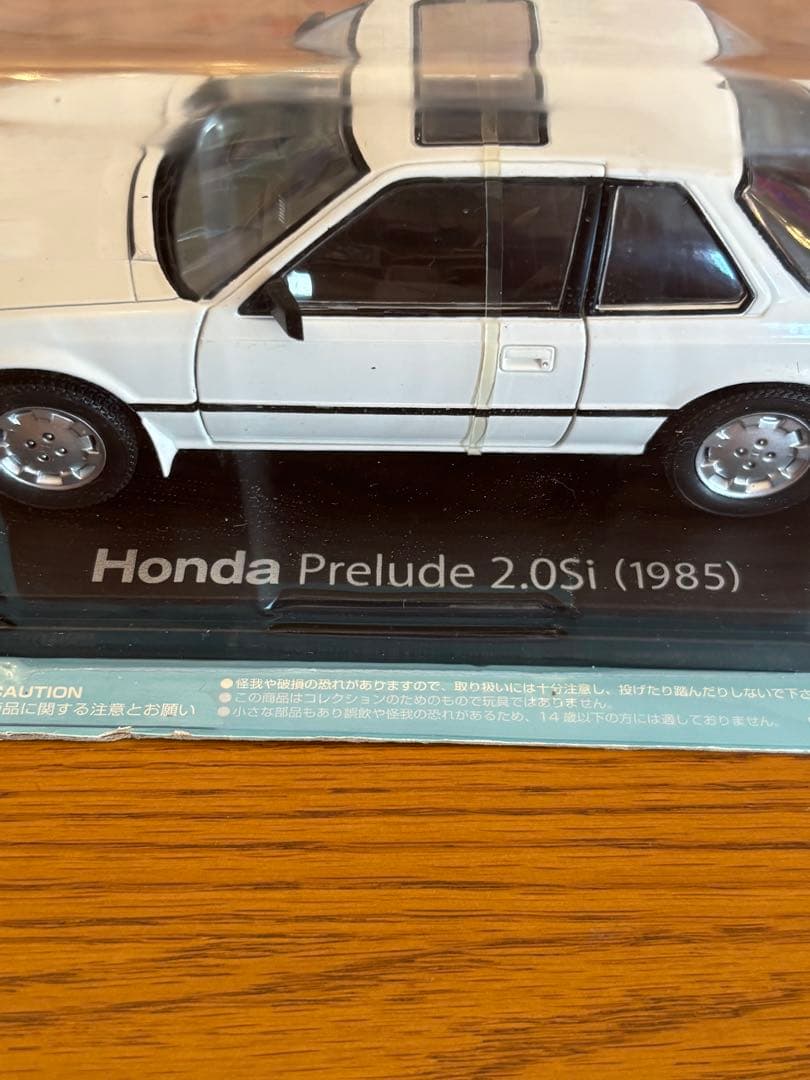 Honda Prelude 2.0Si (1985)
CAUTION
商品に関する注意とお願い
●怪我や破損の恐れがありますので、取り扱いには十分注意し、投げたり踏んだりしないで下さ
●この商品はコレクションのためのもので玩具ではありません。
●小さな部品もあり誤飲や怪我の恐れがあるため、14歳以下の方には適しておりません。